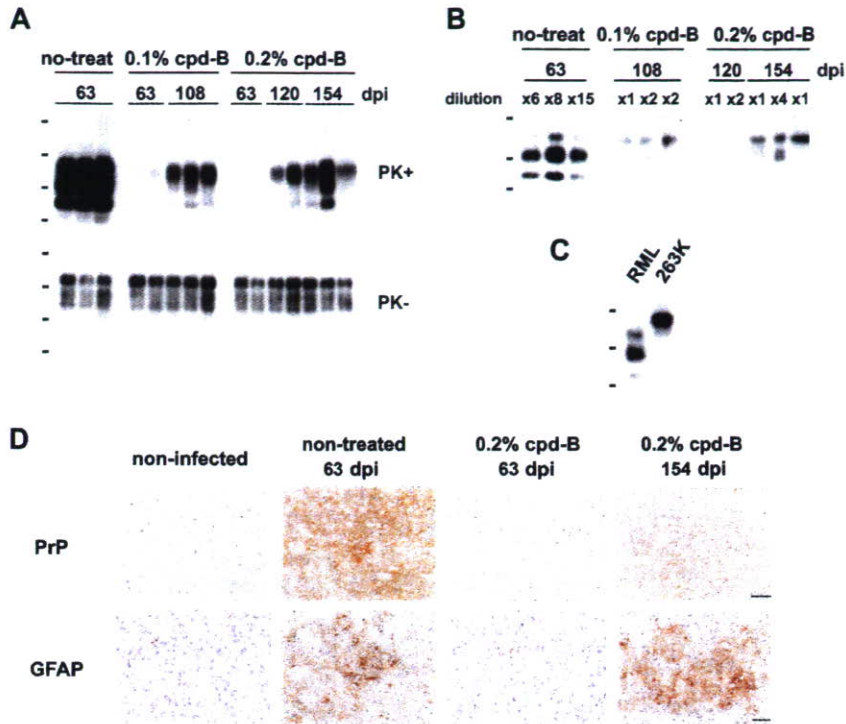 A
no-treat 0.1% cpd-B 0.2% cpd-B
63 63 108 63 120 154 dpi
PK+
PK-
B
no-treat 0.1% cpd-B 0.2% cpd-B
63 108 120 154 dpi
dilution x6 x8 x15 x1 x2 x2 x1 x2 x1 x4 x1
C
RML 263K
D
non-infected non-treated 63 dpi 0.2% cpd-B 63 dpi 0.2% cpd-B 154 dpi
PrP
GFAP